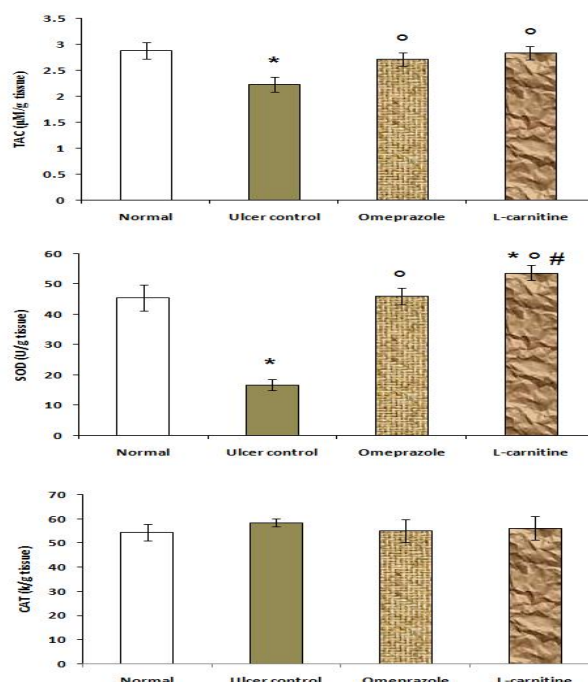 TAC (µM/g tissue)
3.5
3
2.5
2
1.5
1
0.5
0
*
°
°
Normal
Ulcer control
Omeprazole
L-carnitine
SOD (U/g tissue)
60
50
40
30
20
10
0
*
°
* ° #
Normal
Ulcer control
Omeprazole
L-carnitine
CAT (k/g tissue)
70
60
50
40
30
20
10
0
Normal
Ulcer control
Omeprazole
L-carnitine